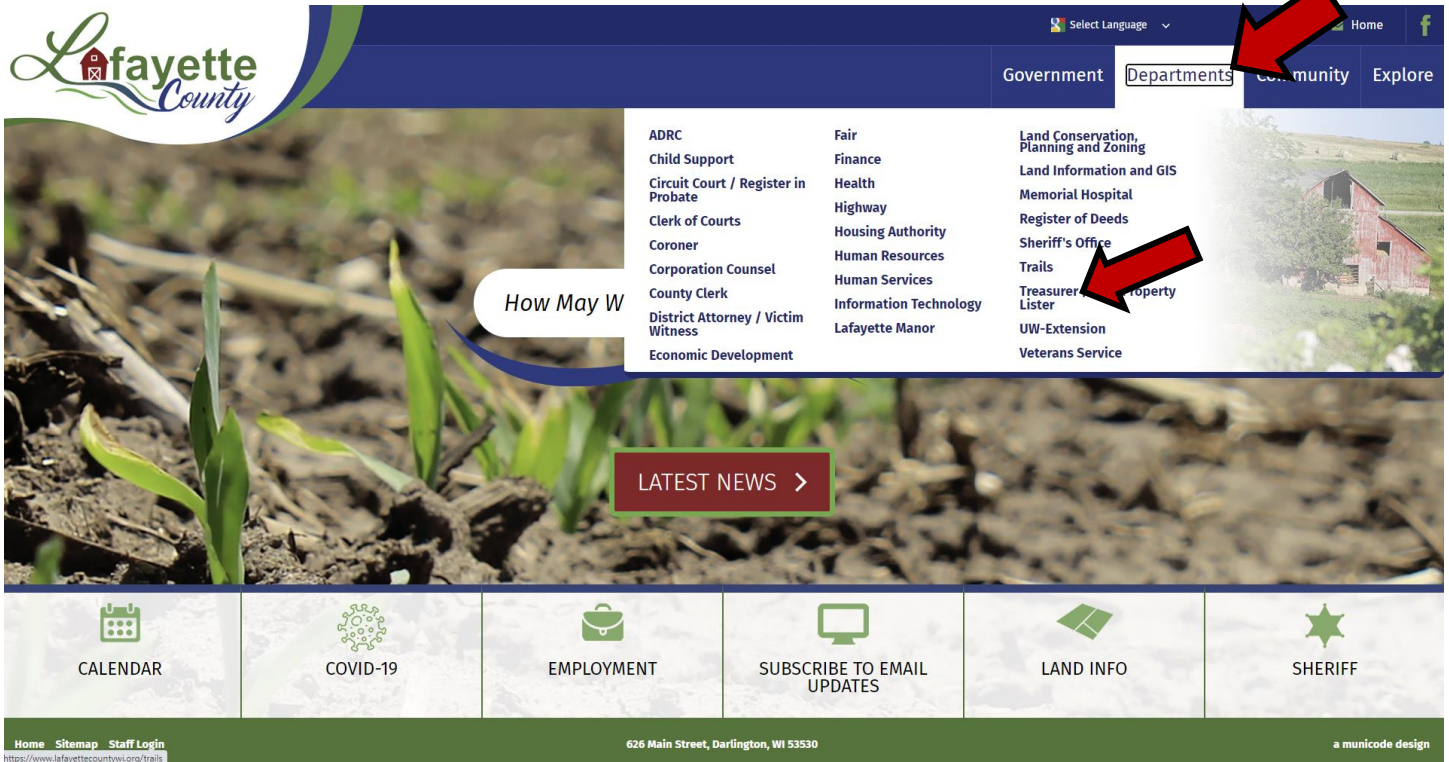 Lafayette
County
Select Language
Home
f
Government
Departments
Explore
ADRC
Child Support
Circuit Court / Register in
Probate
Clerk of Courts
Coroner
Corporation Counsel
County Clerk
District Attorney / Victim
Witness
Economic Development
Fair
Finance
Health
Highway
Housing Authority
Human Resources
Human Services
Information Technology
Lafayette Manor
Land Conservation,
Planning and Zoning
Land Information and GIS
Memorial Hospital
Register of Deeds
Sheriff's Office
Trails
Treasurer
Lister
UW-Extension
Veterans Service
How May W
LATEST NEWS >
CALENDAR
COVID-19
EMPLOYMENT
SUBSCRIBE TO EMAIL
UPDATES
LAND INFO
SHERIFF
Home Sitemap Staff Login
626 Main Street, Darlington, WI 53530
a municode design
https://www.lafayettecountywi.org/trails